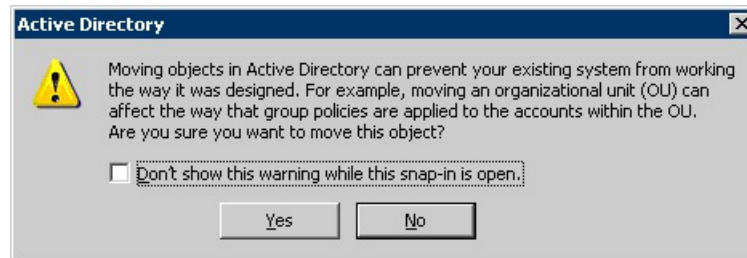 Active Directory
Moving objects in Active Directory can prevent your existing system from working
the way it was designed. For example, moving an organizational unit (OU) can
affect the way that group policies are applied to the accounts within the OU.
Are you sure you want to move this object?
Don't show this warning while this snap-in is open.
Yes No